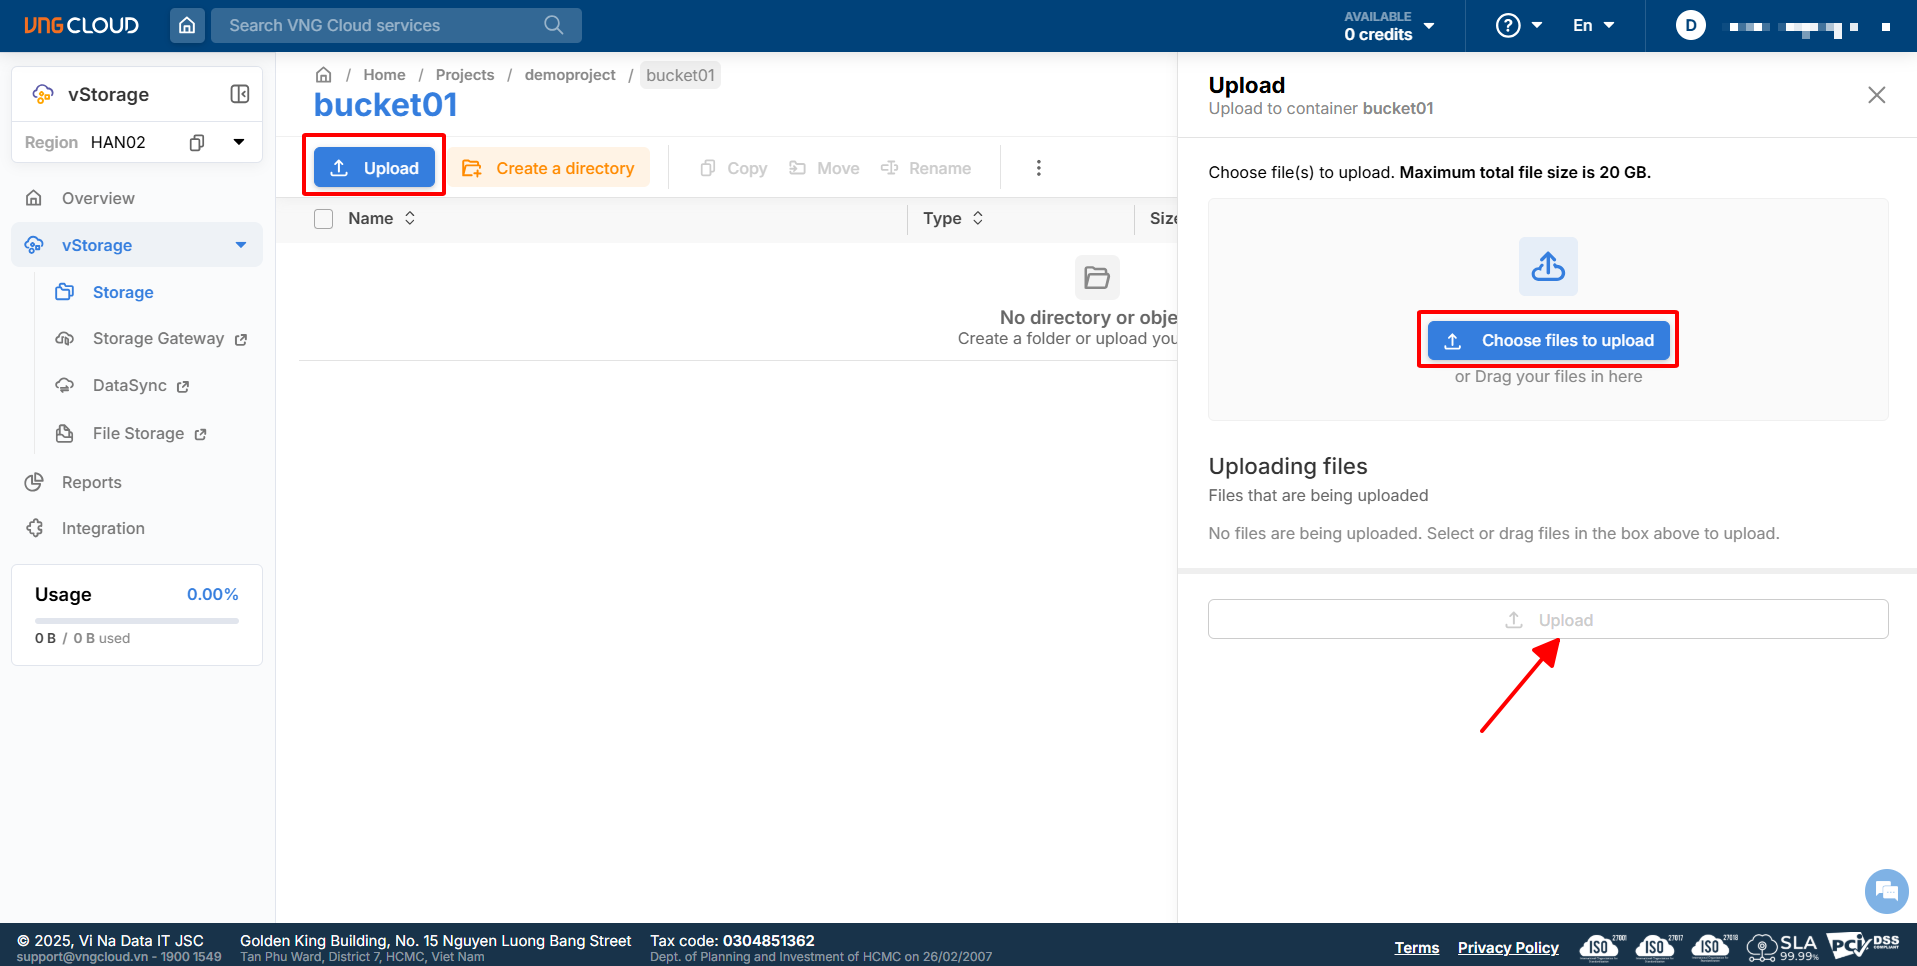 VNG CLOUD
Search VNG Cloud services
AVAILABLE
0 credits
?
En
D
vStorage
Region HAN02
Overview
vStorage
Storage
Storage Gateway
DataSync
File Storage
Reports
Integration
Usage 0.00%
0 B / 0 B used
/ Home / Projects / demoproject / bucket01
bucket01
Upload
Create a directory
Copy
Move
Rename
Name
Type
Size
No directory or obje
Create a folder or upload you
Upload
Upload to container bucket01
Choose file(s) to upload. Maximum total file size is 20 GB.
Choose files to upload
or Drag your files in here
Uploading files
Files that are being uploaded
No files are being uploaded. Select or drag files in the box above to upload.
Upload
© 2025, Vi Na Data IT JSC
support@vngcloud.vn - 1900 1549
Golden King Building, No. 15 Nguyen Luong Bang Street
Tan Phu Ward, District 7, HCMC, Viet Nam
Tax code: 0304851362
Dept. of Planning and Investment of HCMC on 26/02/2007
Terms
Privacy Policy
ISO 27001
ISO 27017
ISO 27018
SLA
99.99%
PCI DSS
COMPLIANT